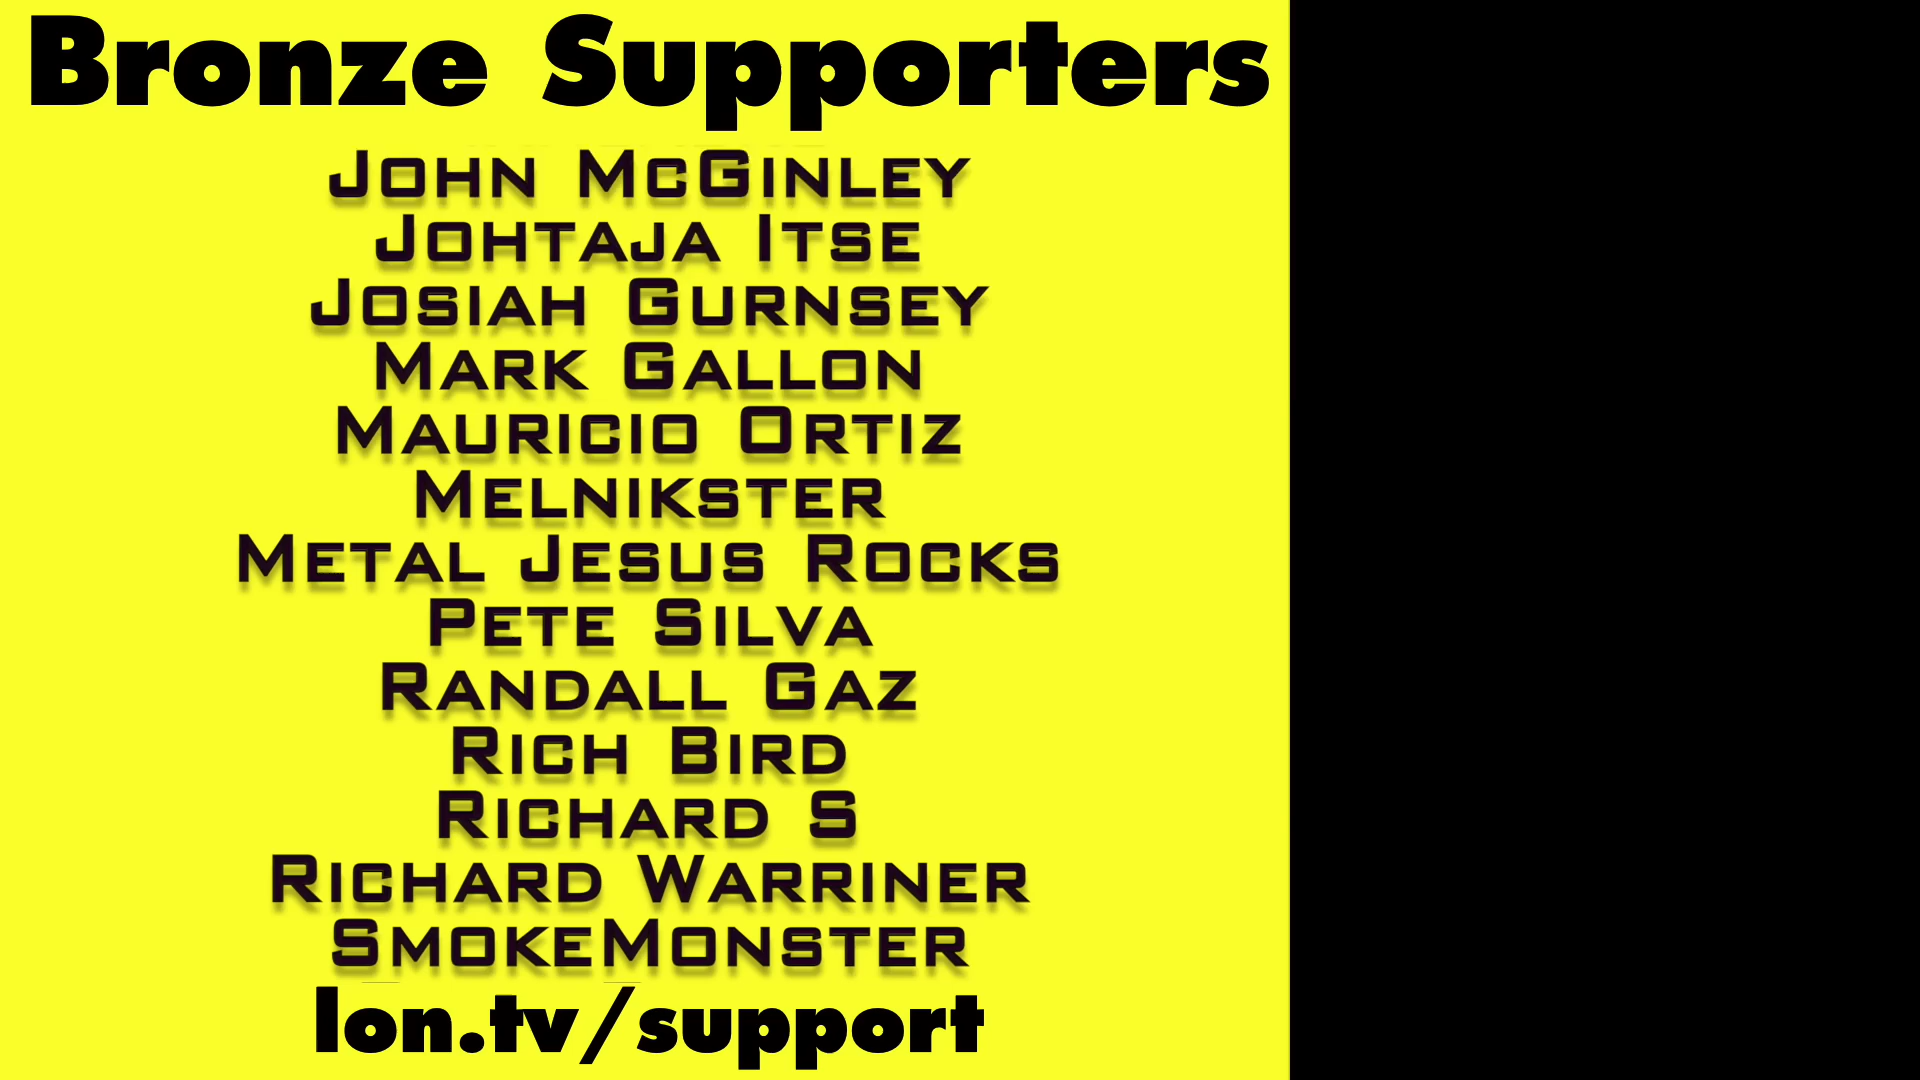 Bronze Supporters
John McGinley
Johtaja Itse
Josiah Gurnsey
Mark Gallon
Mauricio Ortiz
Melnikster
Metal Jesus Rocks
Pete Silva
Randall Gaz
Rich Bird
Richard S
Richard Warriner
SmokeMonster
lon.tv/support